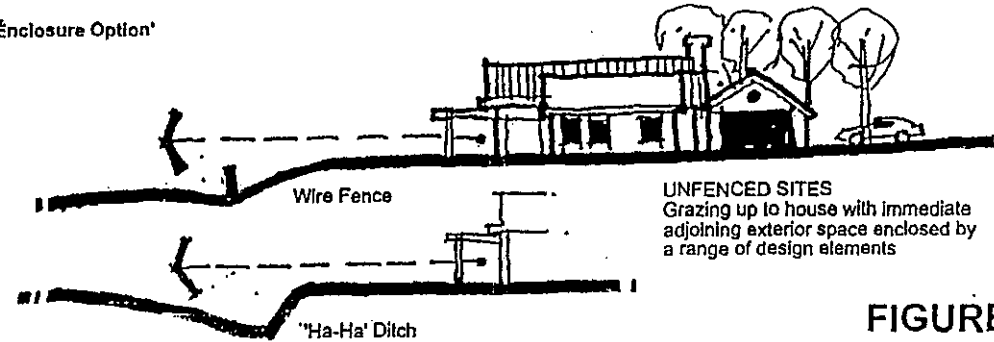 Enclosure Option'
Wire Fence
UNFENCED SITES
Grazing up to house with immediate
adjoining exterior space enclosed by
a range of design elements
"Ha-Ha' Ditch
FIGURE